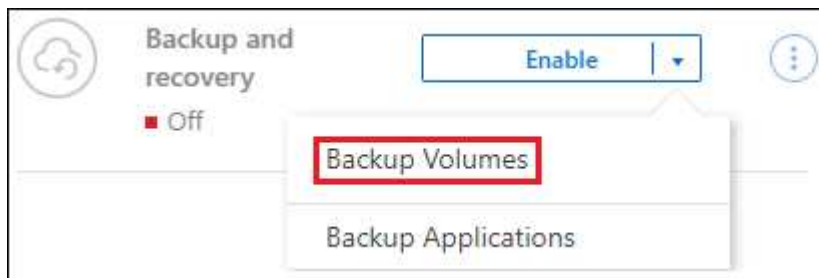 Backup and
recovery
Off
Enable
Backup Volumes
Backup Applications